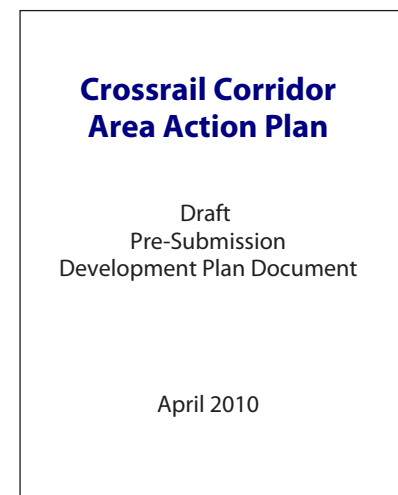 Crossrail Corridor
Area Action Plan
Draft
Pre-Submission
Development Plan Document
April 2010